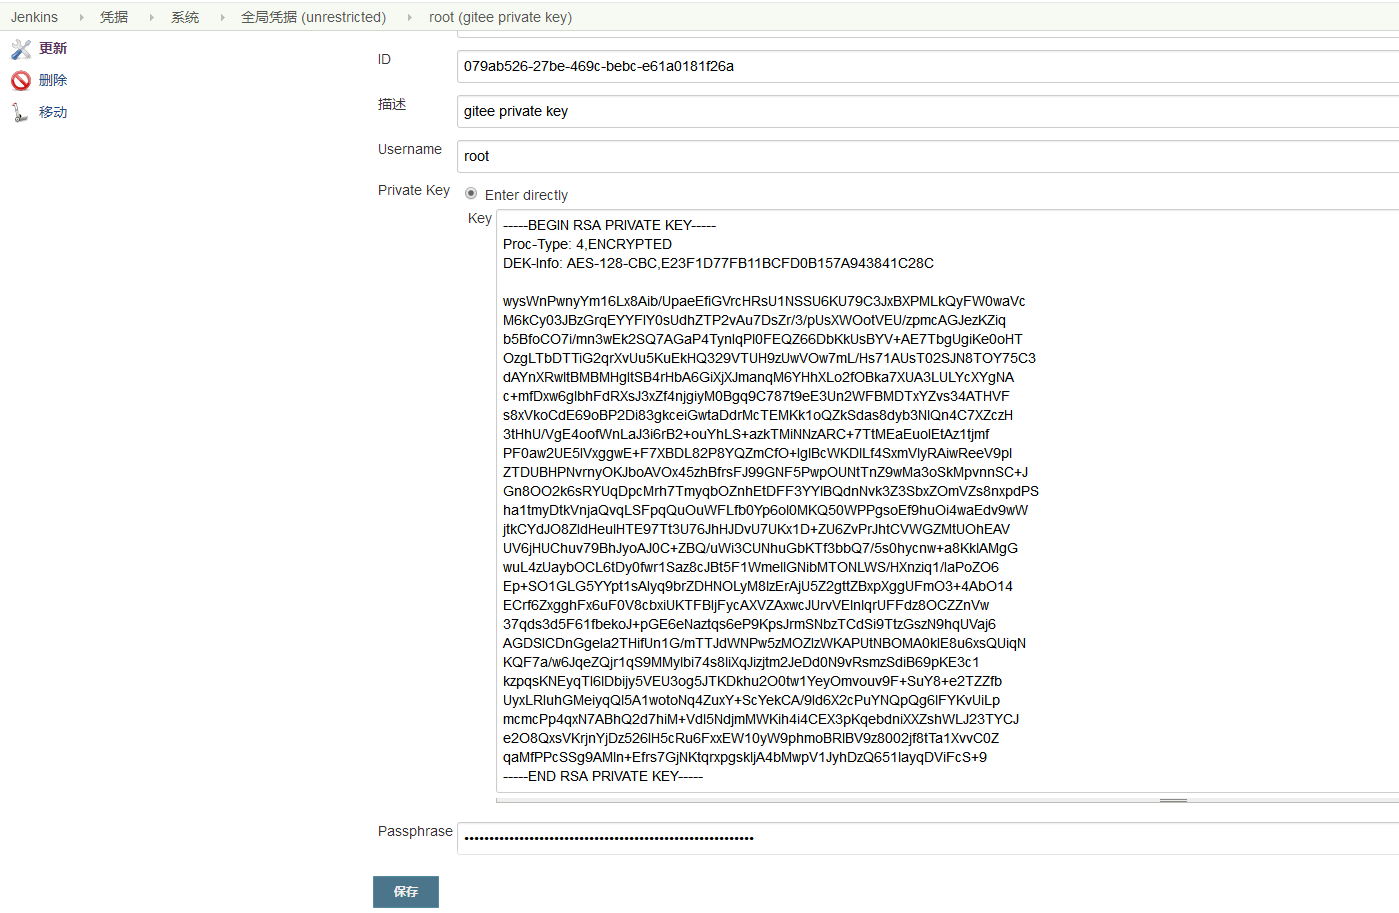 Jenkins
凭据
系统
全局凭据 (unrestricted)
root (gitee private key)
更新
删除
移动
ID
079ab526-27be-469c-bebc-e61a0181f26a
描述
gitee private key
Username
root
Private Key
Enter directly
Key
-----BEGIN RSA PRIVATE KEY-----
Proc-Type: 4,ENCRYPTED
DEK-Info: AES-128-CBC,E23F1D77FB11BCFD0B157A943841C28C
wysWnPwnyYm16Lx8Aib/UpaeEfiGVrcHRsU1NSSU6KU79C3JxBXPMLkQyFW0waVc
M6kCy03JBzGrqEYYFlY0sUdhZTP2vAu7DsZr/3/pUsXWOotVEU/zpmcAGJezKZiq
b5BfoCO7i/mn3wEk2SQ7AGaP4TynlqPl0FEQZ66DbKkUsBYV+AE7TbgUgiKe0oHT
OzgLTbDTTiG2qrXvUu5KuEkHQ329VTUH9zUwVOw7mL/Hs71AUsT02SJN8TOY75C3
dAYnXRwltBMBMHgltSB4rHbA6GiXjXJmanqM6YHhXLo2fOBka7XUA3LULYcXYgNA
c+mfDxw6glbhFdRXsJ3xZf4njgiyM0Bgq9C787t9eE3Un2WFBMDTxYZvs34ATHVF
s8xVkoCdE69oBP2Di83gkceiGwtaDdrMcTEMKk1oQZkSdas8dyb3NlQn4C7XZczH
3tHhU/VgE4oofWnLaJ3i6rB2+ouYhLS+azkTMiNNzARC+7TtMEaEuolEtAz1tjmf
PF0aw2UE5lVxggwE+F7XBDL82P8YQZmCfO+lglBcWKDlLf4SxmVlyRAiwReeV9pl
ZTDUBHPNvrnyOKJboAVOx45zhBfrsFJ99GNF5PwpOUNtTnZ9wMa3oSkMpvnnSC+J
Gn8OO2k6sRYUqDpcMrh7TmyqbOZnhEtDFF3YYlBQdnNvk3Z3SbxZOmVZs8nxpdPS
ha1tmyDtkVnjaQvqLSFpqQuOuWFLfb0Yp6ol0MKQ50WPPgsoEf9huOi4waEdv9wW
jtkCYdJO8ZldHeulHTE97Tt3U76JhHJDvU7UKx1D+ZU6ZvPrJhtCVWGZMtUOhEAV
UV6jHUChuv79BhJyoAJ0C+ZBQ/uWi3CUNhuGbKTf3bbQ7/5s0hycnw+a8KklAMgG
wuL4zUaybOCL6tDy0fwr1Saz8cJBt5F1WmellGNibMTONLWS/HXnziq1/laPoZO6
Ep+SO1GLG5YYpt1sAlyq9brZDHNOLyM8lzErAjU5Z2gttZBxpXggUFmO3+4AbO14
ECrf6ZxgghFx6uF0V8cbxiUKTFBljFycAXVZAxwcJUrvVElnlqrUFFdz8OCZZnVw
37qds3d5F61fbekoJ+pGE6eNaztqs6eP9KpsJrmSNbzTCdSi9TtzGszN9hqUVaj6
AGDSlCDnGgela2THifUn1G/mTTJdWNPw5zMOZlzWKAPUtNBOMA0klE8u6xsQUiqN
KQF7a/w6JqeZQjr1qS9MMylbi74s8liXqJizjtm2JeDd0N9vRsmzSdiB69pKE3c1
kzpqsKNEyqTl6lDbijy5VEU3og5JTKDkhu2O0tw1YeyOmvouv9F+SuY8+e2TZZfb
UyxLRluhGMeiyqQl5A1wotoNq4ZuxY+ScYekCA/9ld6X2cPuYNQpQg6lFYKvUiLp
mcmcPp4qxN7ABhQ2d7hiM+Vdl5NdjmMWKih4i4CEX3pKqebdniXXZshWLJ23TYCJ
e2O8QxsVKrjnYjDz526lH5cRu6FxxEW10yW9phmoBRlBV9z8002jf8tTa1XvvC0Z
qaMfPPcSSg9AMln+Efrs7GjNKtqrxpgskljA4bMwpV1JyhDzQ651layqDViFcS+9
-----END RSA PRIVATE KEY-----
Passphrase
保存